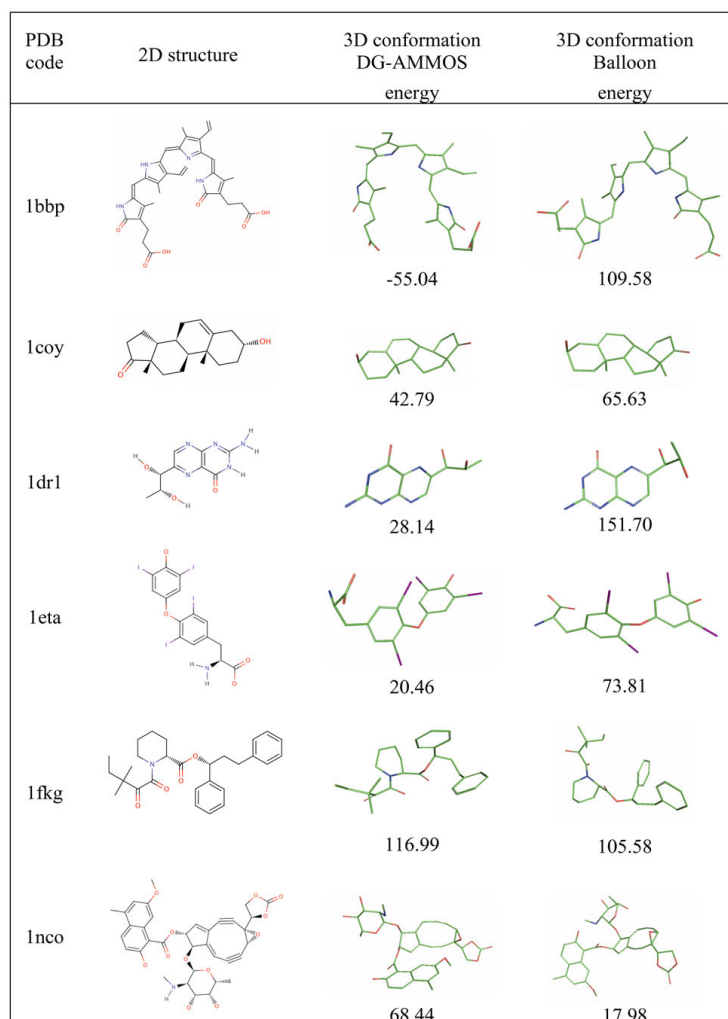 PDB code
2D structure
3D conformation DG-AMMOS energy
3D conformation Balloon energy
1bbp
-55.04
109.58
1coy
42.79
65.63
1dr1
28.14
151.70
1eta
20.46
73.81
1fkg
116.99
105.58
1nco
68.44
17.98